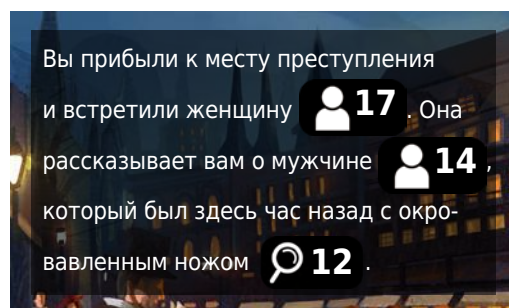 Вы прибыли к месту преступления
и встретили женщину 17. Она
рассказывает вам о мужчине 14,
который был здесь час назад с окро-
вавленным ножом 12.